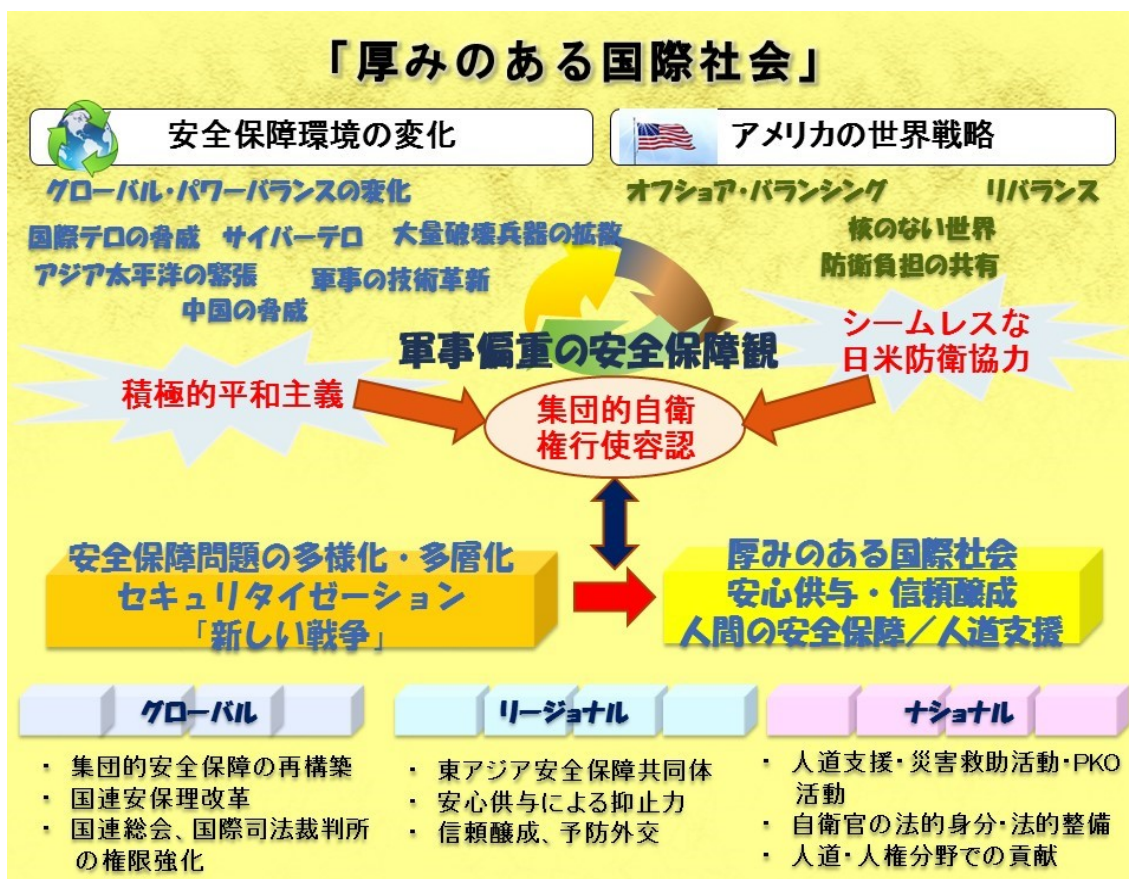 「厚みのある国際社会」
安全保障環境の変化
アメリカの世界戦略
グローバル・パワーバランスの変化
国際テロの脅威 サイバーテロ 大量破壊兵器の拡散
アジア太平洋の緊張 軍事の技術革新
中国の脅威
オフショア・バランシング リバランス
核のない世界
防衛負担の共有
軍事偏重の安全保障観
積極的平和主義
シームレスな
日米防衛協力
集団的自衛
権行使容認
安全保障問題の多様化・多層化
セキュリタイゼーション
「新しい戦争」
厚みのある国際社会
安心供与・信頼醸成
人間の安全保障／人道支援
グローバル
・ 集団的安全保障の再構築
・ 国連安保理改革
・ 国連総会、国際司法裁判所
の権限強化
リージョナル
・ 東アジア安全保障共同体
・ 安心供与による抑止力
・ 信頼醸成、予防外交
ナショナル
・ 人道支援・災害救助活動・PKO
活動
・ 自衛官の法的身分・法的整備
・ 人道・人権分野での貢献